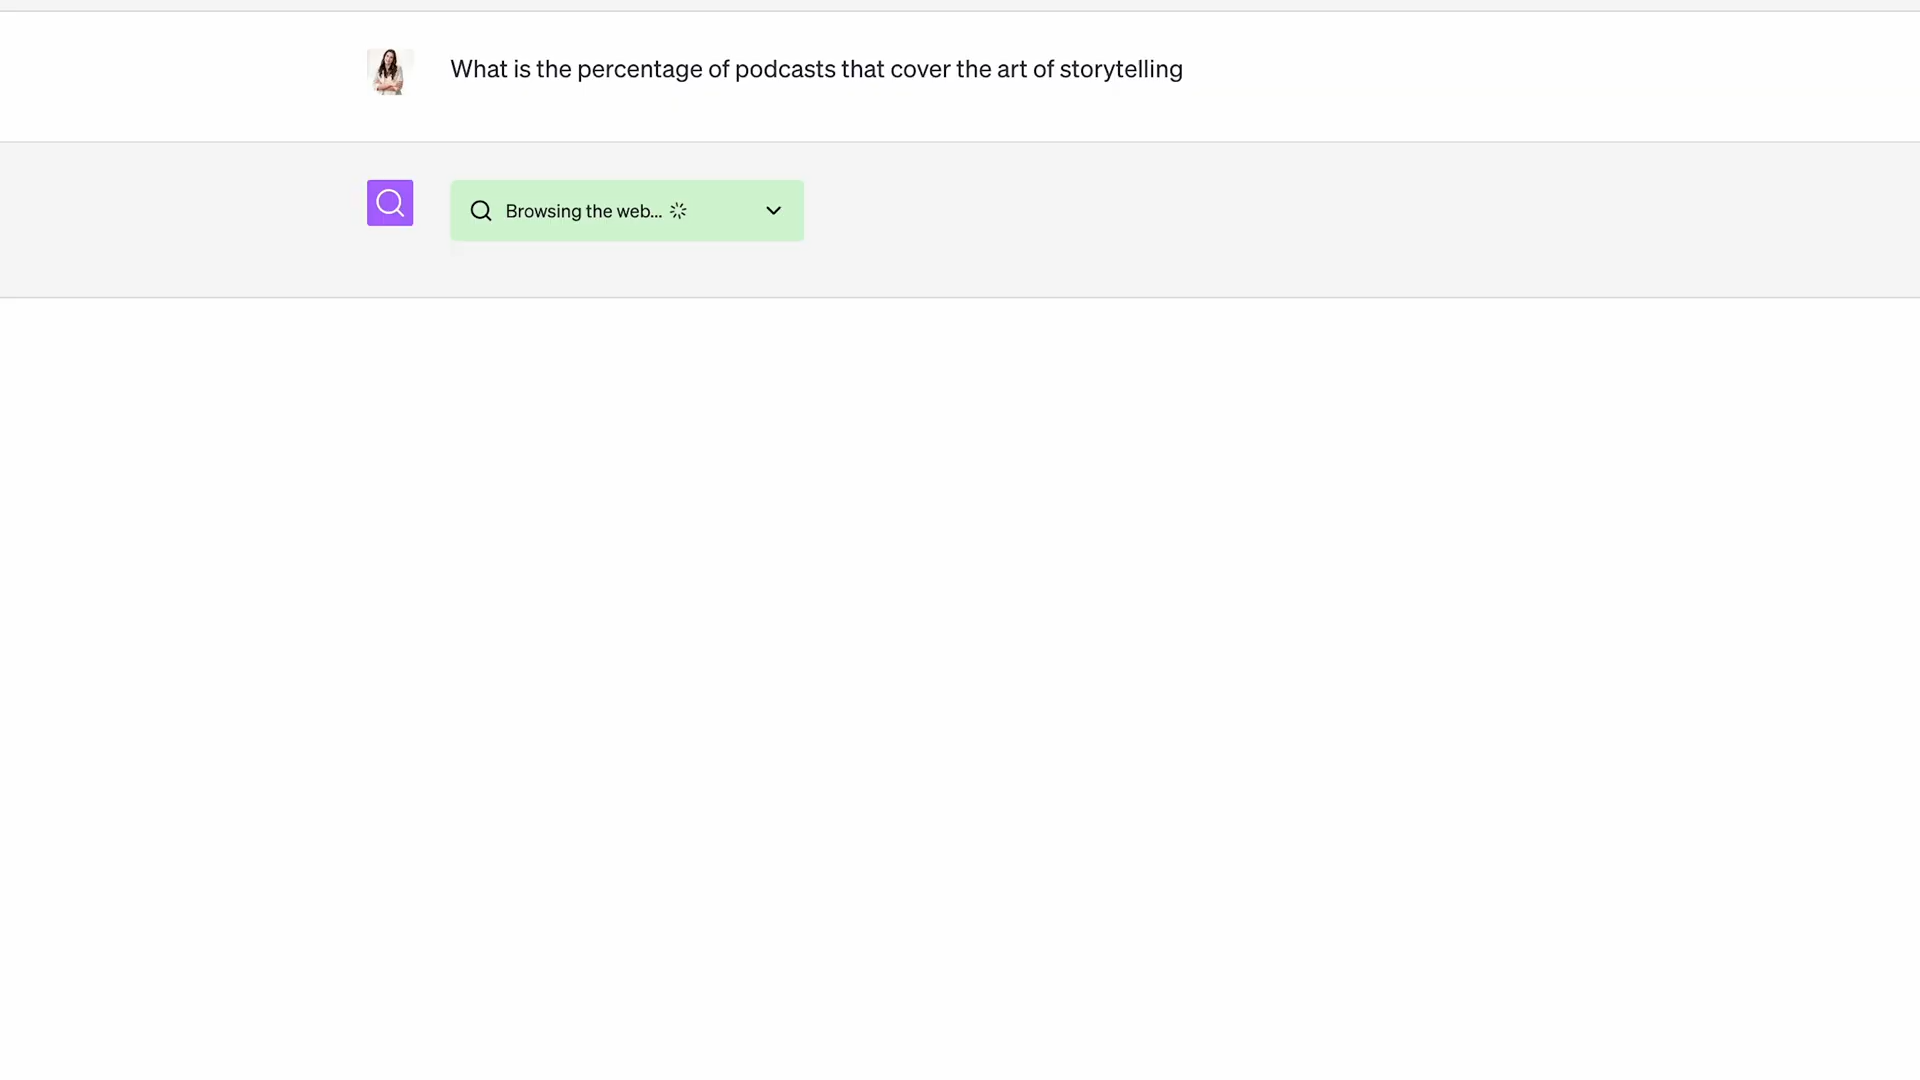 What is the percentage of podcasts that cover the art of storytelling
Browsing the web...